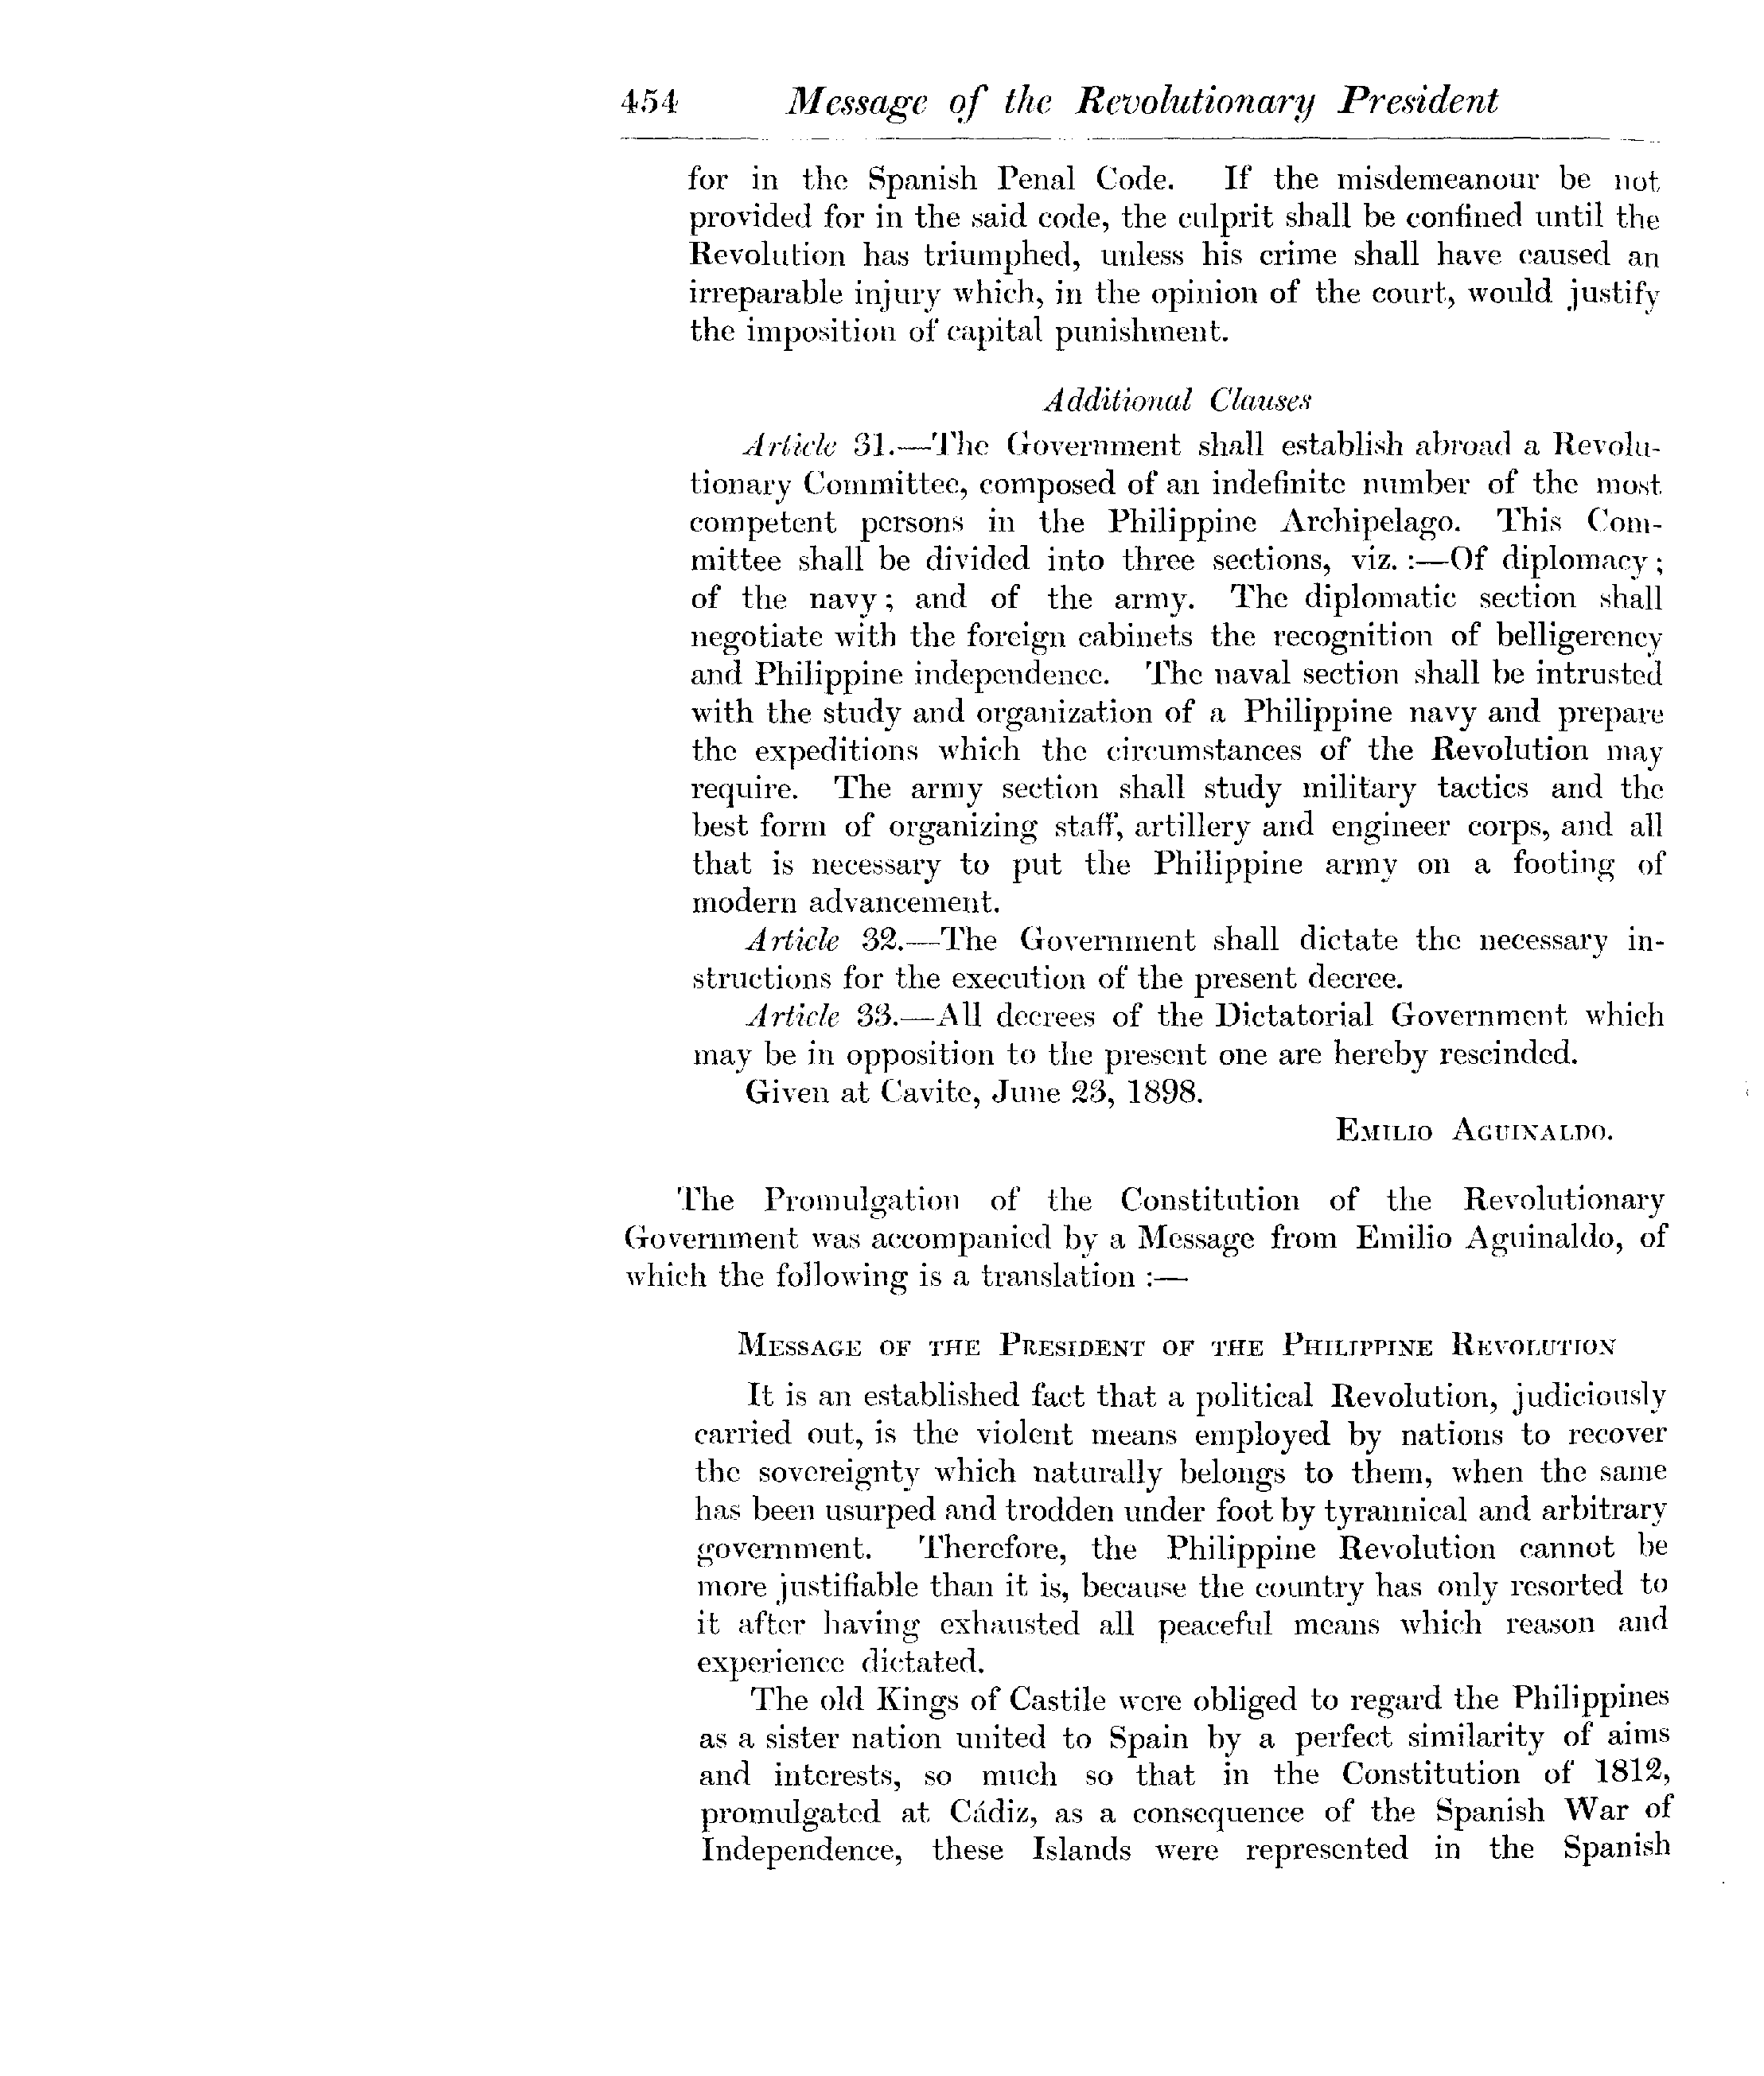 454 Message of the Revolutionary President
for in the Spanish Penal Code. If the misdemeanour be not
provided for in the said code, the culprit shall be confined until the
Revolution has triumphed, unless his crime shall have caused an
irreparable injury which, in the opinion of the court, would justify
the imposition of capital punishment.
Additional Clauses
Article 31.—The Government shall establish abroad a Revolu-
tionary Committee, composed of an indefinite number of the most
competent persons in the Philippine Archipelago. This Com-
mittee shall be divided into three sections, viz. :—Of diplomacy;
of the navy; and of the army. The diplomatic section shall
negotiate with the foreign cabinets the recognition of belligerency
and Philippine independence. The naval section shall be intrusted
with the study and organization of a Philippine navy and prepare
the expeditions which the circumstances of the Revolution may
require. The army section shall study military tactics and the
best form of organizing staff, artillery and engineer corps, and all
that is necessary to put the Philippine army on a footing of
modern advancement.
Article 32.—The Government shall dictate the necessary in-
structions for the execution of the present decree.
Article 33.—All decrees of the Dictatorial Government which
may be in opposition to the present one are hereby rescinded.
Given at Cavite, June 23, 1898.
EMILIO AGUINALDO.
The Promulgation of the Constitution of the Revolutionary
Government was accompanied by a Message from Emilio Aguinaldo, of
which the following is a translation :—
MESSAGE OF THE PRESIDENT OF THE PHILIPPINE REVOLUTION
It is an established fact that a political Revolution, judiciously
carried out, is the violent means employed by nations to recover
the sovereignty which naturally belongs to them, when the same
has been usurped and trodden under foot by tyrannical and arbitrary
government. Therefore, the Philippine Revolution cannot be
more justifiable than it is, because the country has only resorted to
it after having exhausted all peaceful means which reason and
experience dictated.
The old Kings of Castile were obliged to regard the Philippines
as a sister nation united to Spain by a perfect similarity of aims
and interests, so much so that in the Constitution of 1812,
promulgated at Cádiz, as a consequence of the Spanish War of
Independence, these Islands were represented in the Spanish